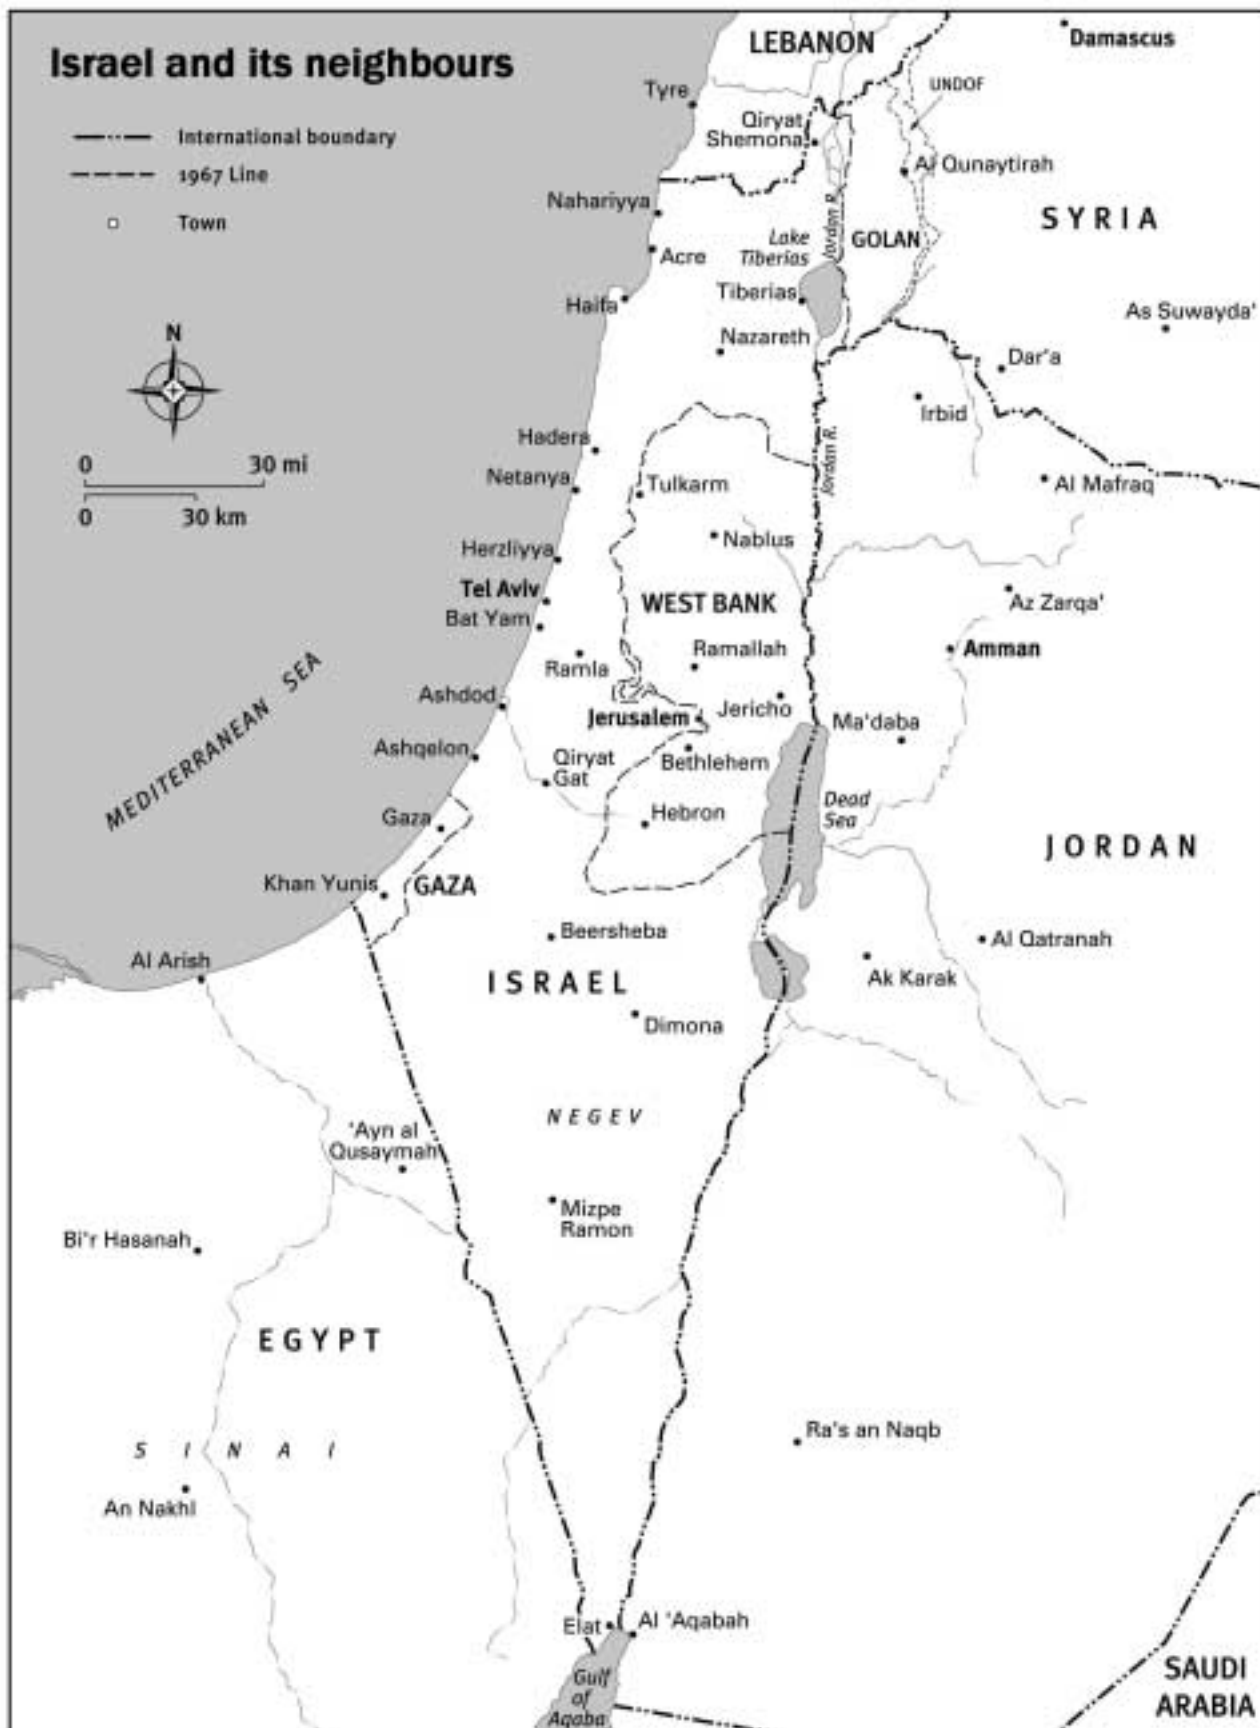 Israel and its neighbours
International boundary
1967 Line
Town
N
0
30 mi
0
30 km
LEBANON
Damascus
UNDOF
Tyre
Qiryat
Shemona
Al Qunaytirah
SYRIA
Nahariyya
Jordan R.
Lake
Tiberias
GOLAN
Acre
Tiberias
Haifa
As Suwayda'
Nazareth
Dar'a
Irbid
Hadera
Jordan R.
Netanya
Tulkarm
Al Mafraq
Nablus
Herzliyya
Tel Aviv
WEST BANK
Az Zarqa'
Bat Yam
Ramla
Ramallah
Amman
MEDITERRANEAN SEA
Ashdod
Jerusalem
Jericho
Ma'daba
Ashqelon
Qiryat
Gat
Bethlehem
Dead
Sea
Gaza
Hebron
JORDAN
Khan Yunis
GAZA
Beersheba
Al Qatranah
Al Arish
ISRAEL
Ak Karak
Dimona
NEGEV
'Ayn al
Qusaymah
Mizpe
Ramon
Bi'r Hasanah
EGYPT
Ra's an Naqb
SINAI
An Nakhl
Elat
Al 'Aqabah
Gulf
of
Aqaba
SAUDI
ARABIA